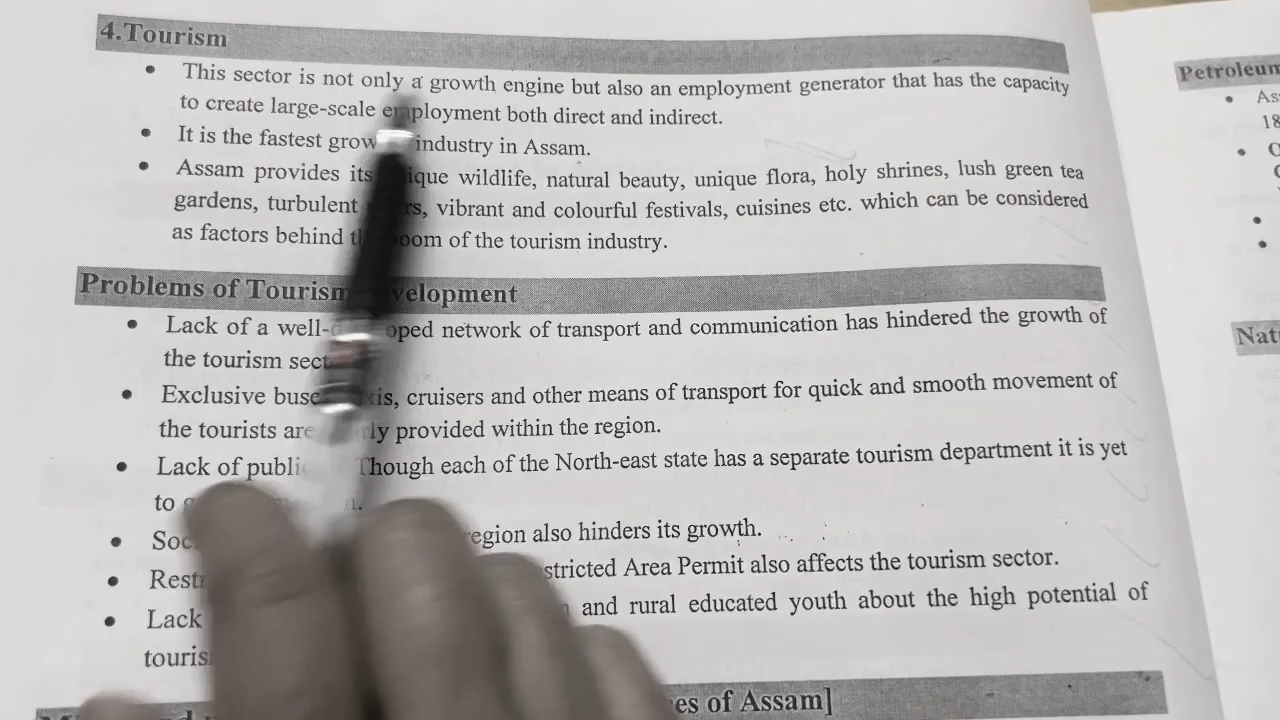 4.Tourism
• This sector is not only a growth engine but also an employment generator that has the capacity
to create large-scale employment both direct and indirect.
• It is the fastest grow industry in Assam.
• Assam provides its ique wildlife, natural beauty, unique flora, holy shrines, lush green tea
gardens, turbulent rs, vibrant and colourful festivals, cuisines etc. which can be considered
as factors behind oom of the tourism industry.
Problems of Tourism velopment
• Lack of a well- oped network of transport and communication has hindered the growth of
the tourism sect
• Exclusive buse xis, cruisers and other means of transport for quick and smooth movement of
the tourists are ly provided within the region.
• Lack of publi Though each of the North-east state has a separate tourism department it is yet
to
• Soc region also hinders its growth.
• Restr stricted Area Permit also affects the tourism sector.
• Lack and rural educated youth about the high potential of
touris
es of Assam]
Petroleum
• As
18
• O
Nat